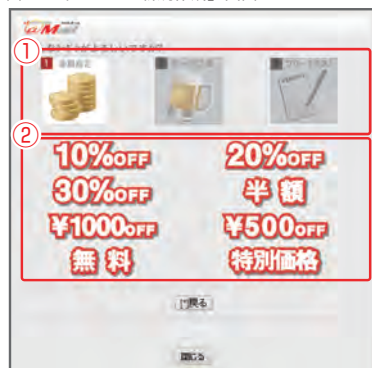 ①
1 金額指定
②
10%OFF 20%OFF
30%OFF 半額
¥1000OFF ¥500OFF
無料 特別価格
[*]戻る
閉じる